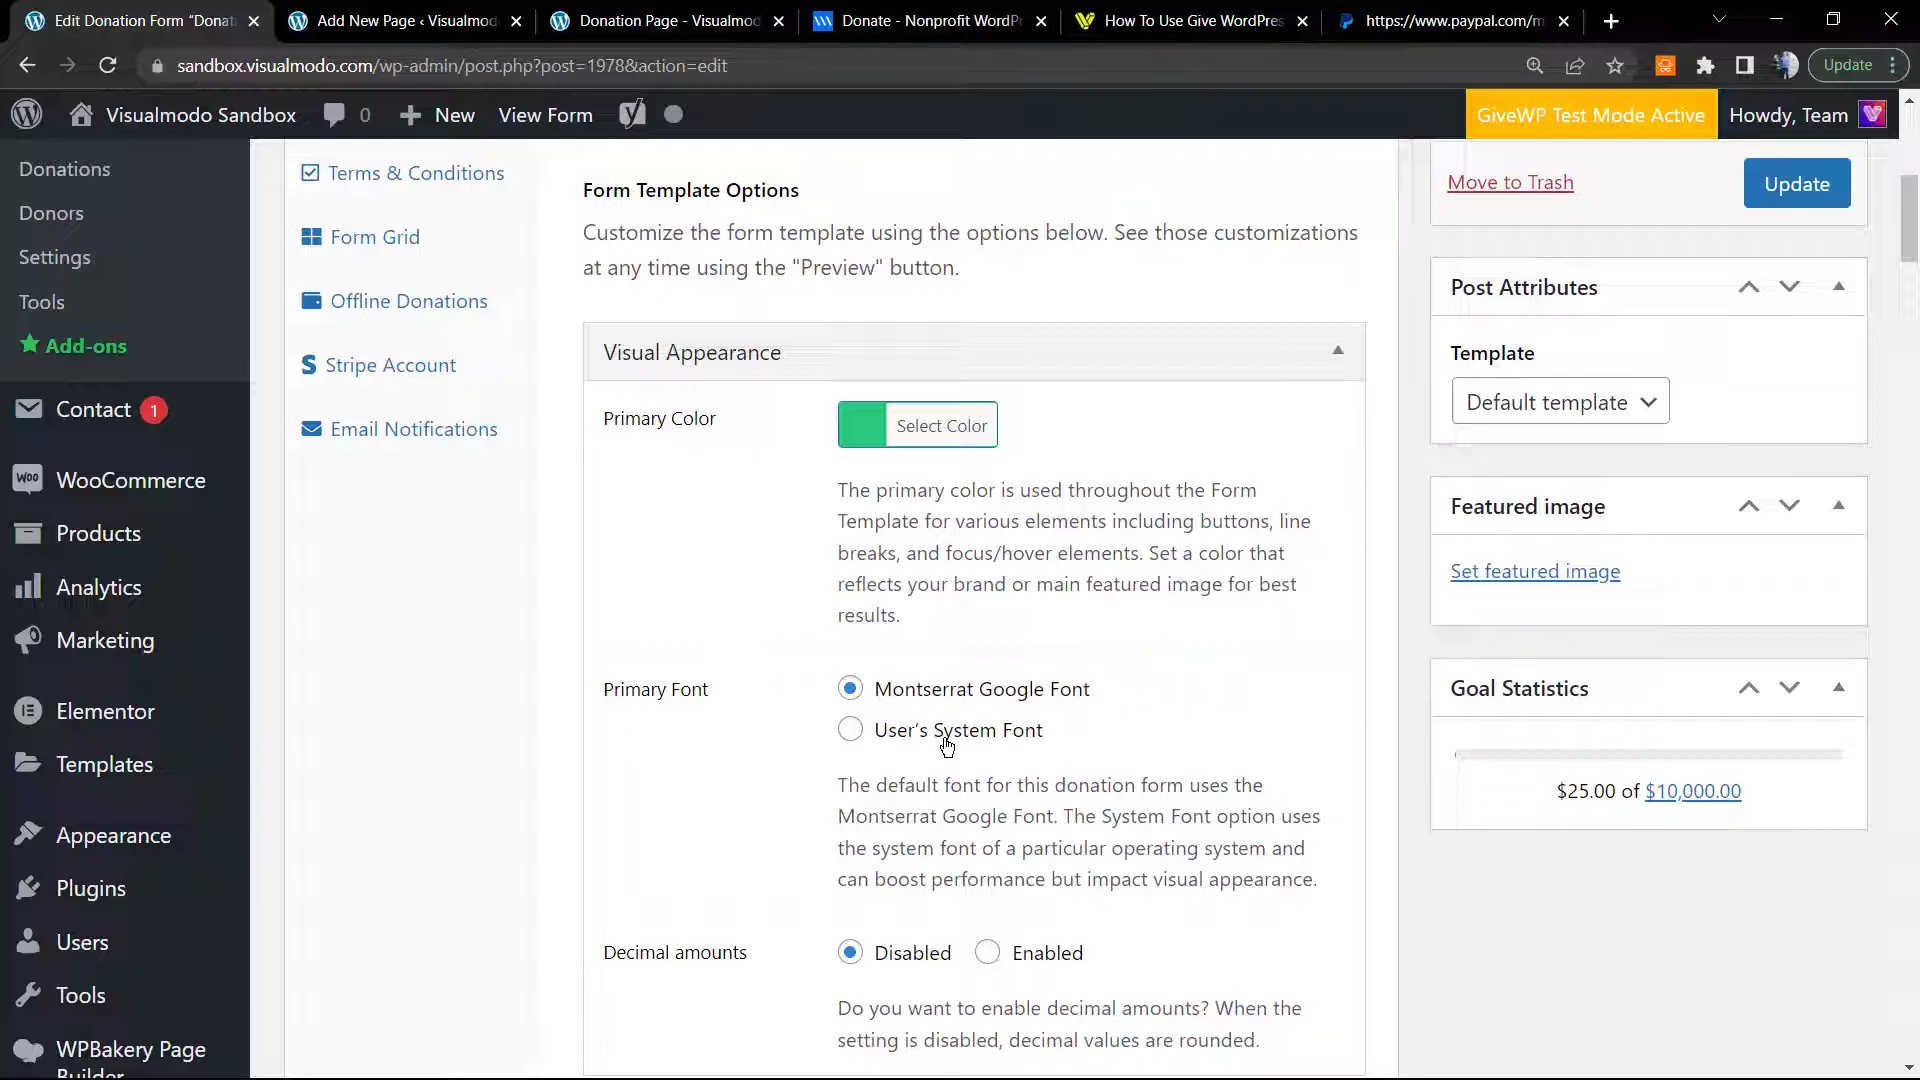 Edit Donation Form “Donat
Add New Page ‹ Visualmod
Donation Page - Visualmod
Donate - Nonprofit WordPr
How To Use Give WordPres
https://www.paypal.com/m
sandbox.visualmodo.com/wp-admin/post.php?post=1978&action=edit
Update
Visualmodo Sandbox
0
New
View Form
GiveWP Test Mode Active
Howdy, Team
Donations
Donors
Settings
Tools
Add-ons
Contact 1
WooCommerce
Products
Analytics
Marketing
Elementor
Templates
Appearance
Plugins
Users
Tools
WPBakery Page
Builder
Terms & Conditions
Form Grid
Offline Donations
Stripe Account
Email Notifications
Form Template Options
Customize the form template using the options below. See those customizations
at any time using the "Preview" button.
Visual Appearance
Primary Color
Select Color
The primary color is used throughout the Form
Template for various elements including buttons, line
breaks, and focus/hover elements. Set a color that
reflects your brand or main featured image for best
results.
Primary Font
Montserrat Google Font
User’s System Font
The default font for this donation form uses the
Montserrat Google Font. The System Font option uses
the system font of a particular operating system and
can boost performance but impact visual appearance.
Decimal amounts
Disabled
Enabled
Do you want to enable decimal amounts? When the
setting is disabled, decimal values are rounded.
Move to Trash
Update
Post Attributes
Template
Default template
Featured image
Set featured image
Goal Statistics
$25.00 of $10,000.00